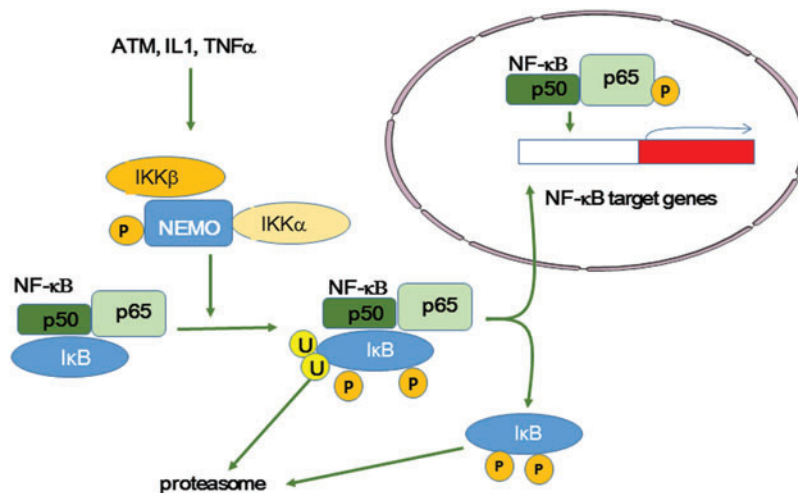 ATM, IL1, TNFα
IKKβ
P
NEMO
IKKα
NF-κB
p50
p65
IκB
NF-κB
p50
p65
U
U
IκB
P
P
NF-κB
p50
p65
P
NF-κB target genes
IκB
P
P
proteasome